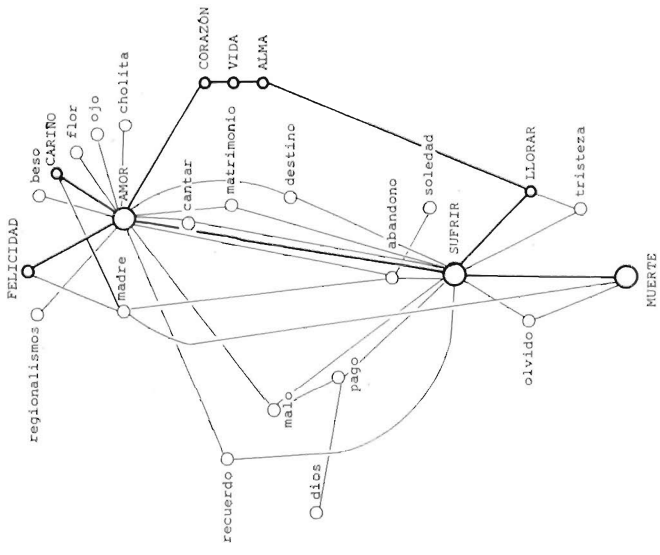 FELICIDAD
beso
CARIÑO
flor
ojo
cholita
CORAZÓN
VIDA
ALMA
AMOR
cantar
matrimonio
destino
regionalismos
madre
abandono
soledad
SUFRIR
LLORAR
tristeza
MUERTE
olvido
malo
pago
recuerdo
dios